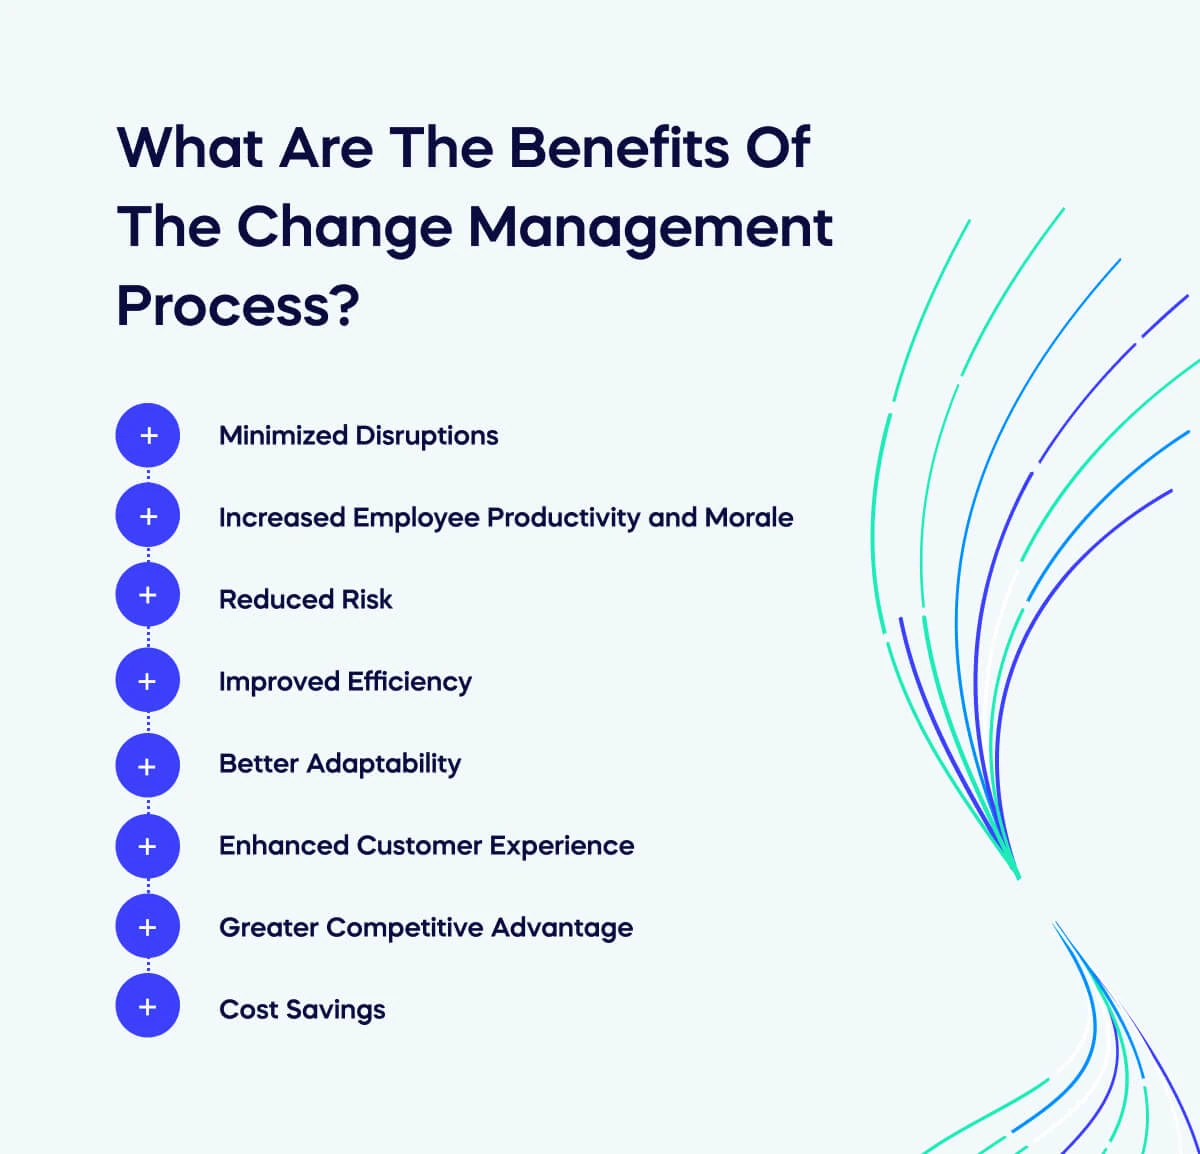 What Are The Benefits Of
The Change Management
Process?
Minimized Disruptions
Increased Employee Productivity and Morale
Reduced Risk
Improved Efficiency
Better Adaptability
Enhanced Customer Experience
Greater Competitive Advantage
Cost Savings